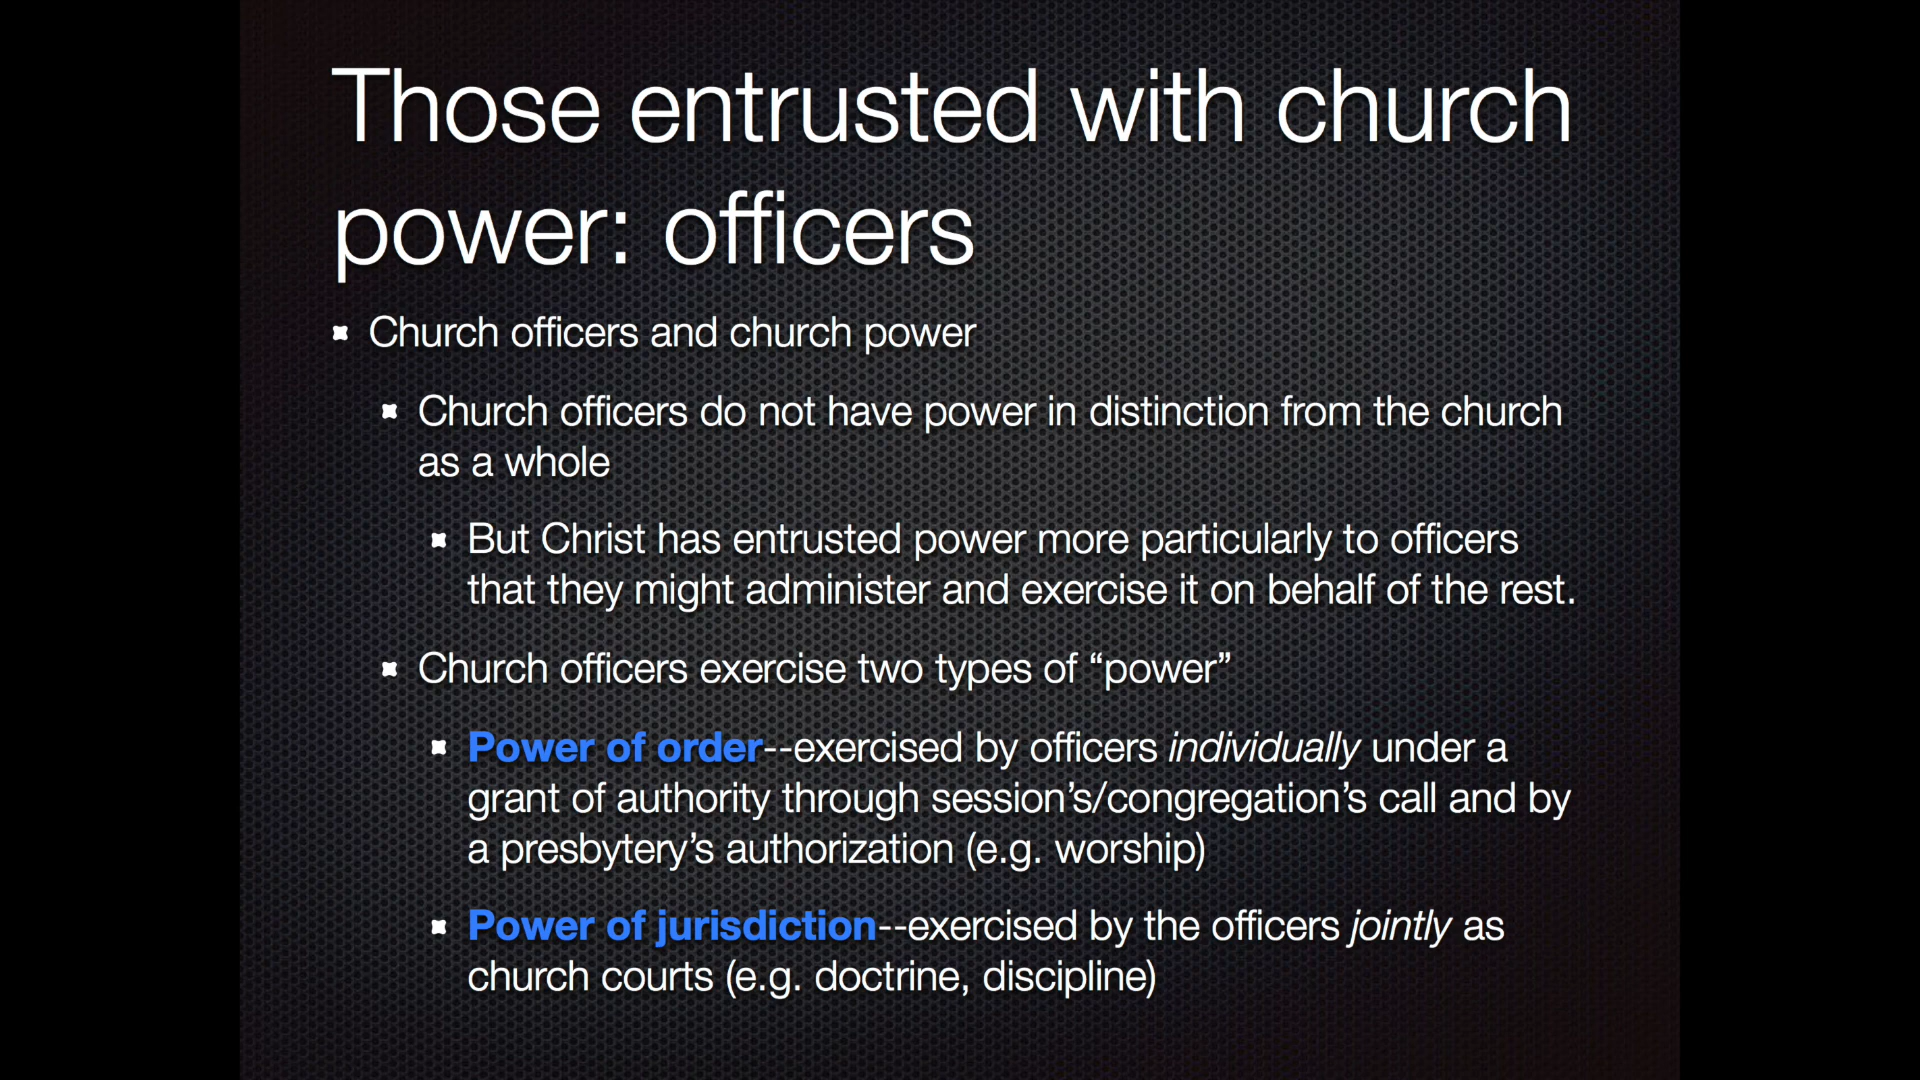 Those entrusted with church
power: officers
Church officers and church power
Church officers do not have power in distinction from the church
as a whole
But Christ has entrusted power more particularly to officers
that they might administer and exercise it on behalf of the rest.
Church officers exercise two types of “power”
Power of order--exercised by officers individually under a
grant of authority through session’s/congregation’s call and by
a presbytery’s authorization (e.g. worship)
Power of jurisdiction--exercised by the officers jointly as
church courts (e.g. doctrine, discipline)